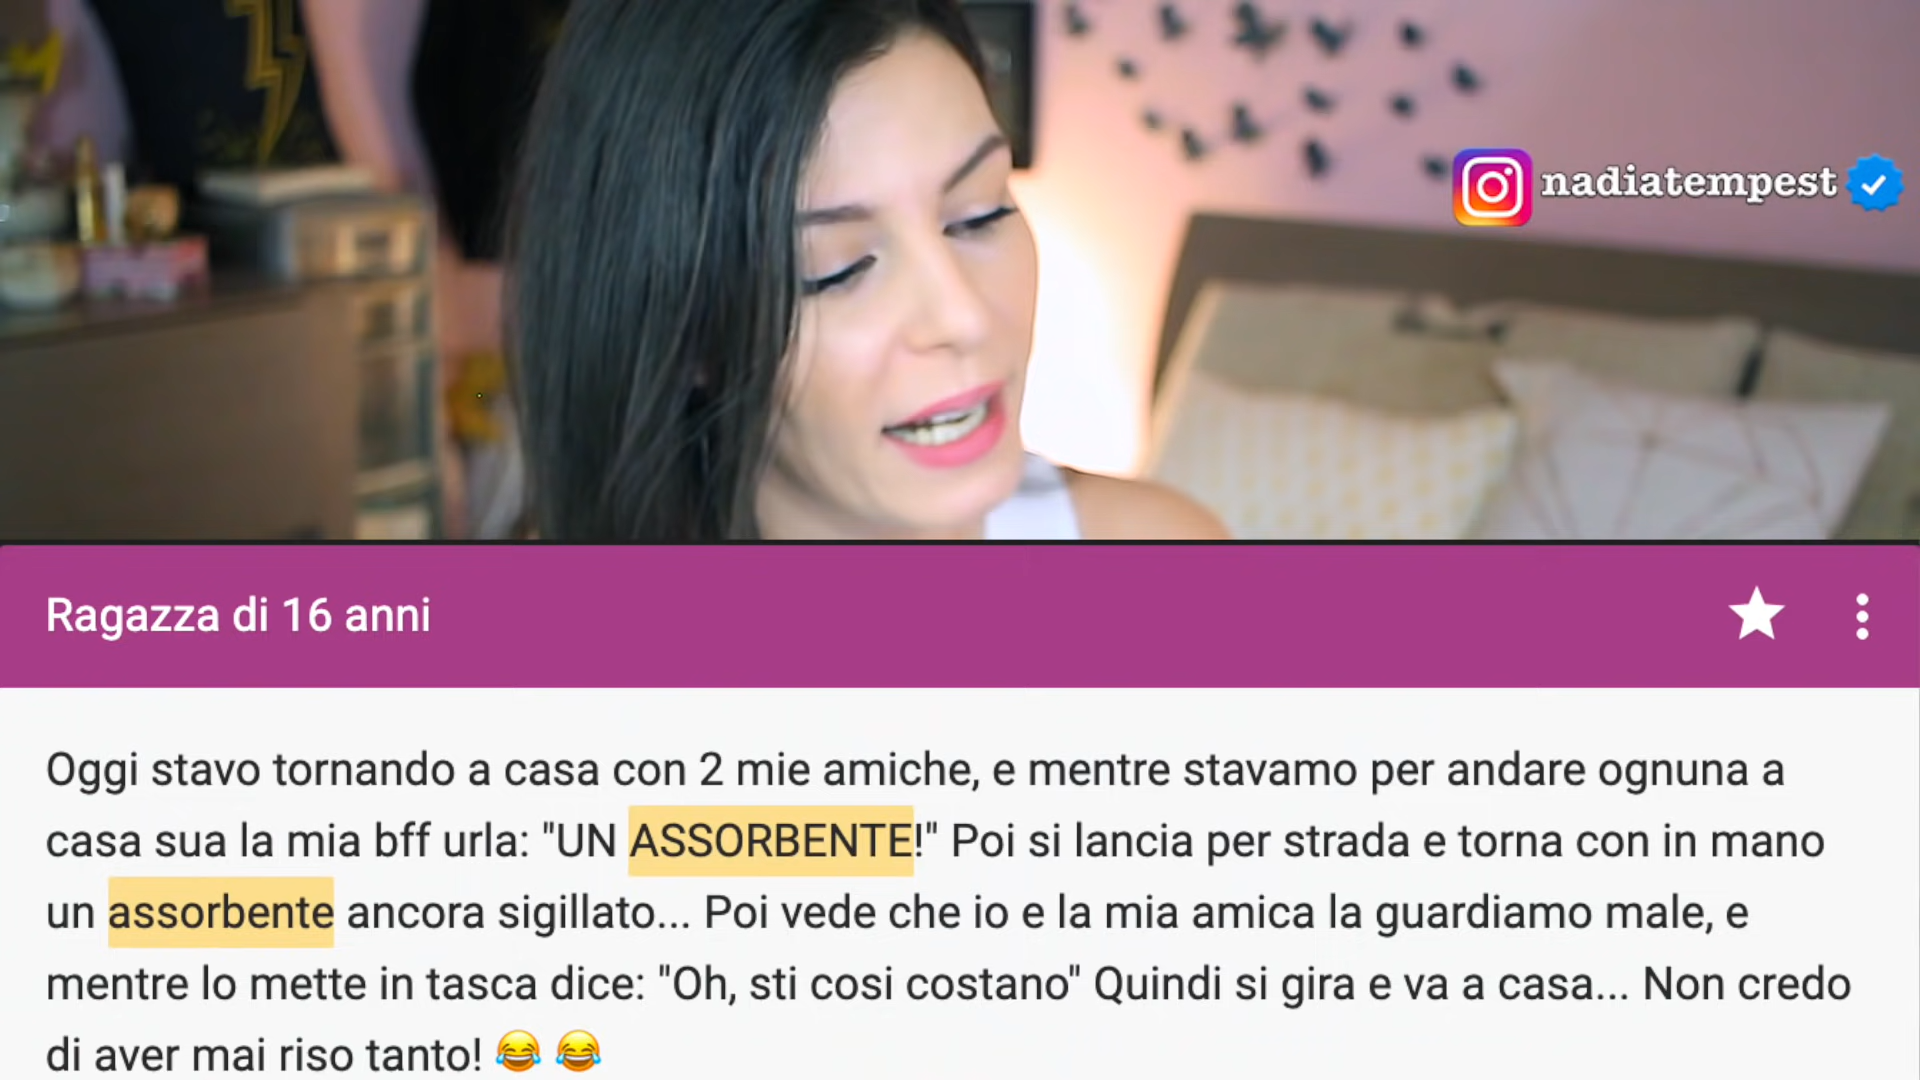 nadiatempest
Ragazza di 16 anni
Oggi stavo tornando a casa con 2 mie amiche, e mentre stavamo per andare ognuna a
casa sua la mia bff urla: "UN ASSORBENTE!" Poi si lancia per strada e torna con in mano
un assorbente ancora sigillato... Poi vede che io e la mia amica la guardiamo male, e
mentre lo mette in tasca dice: "Oh, sti cosi costano" Quindi si gira e va a casa... Non credo
di aver mai riso tanto! 😂 😂